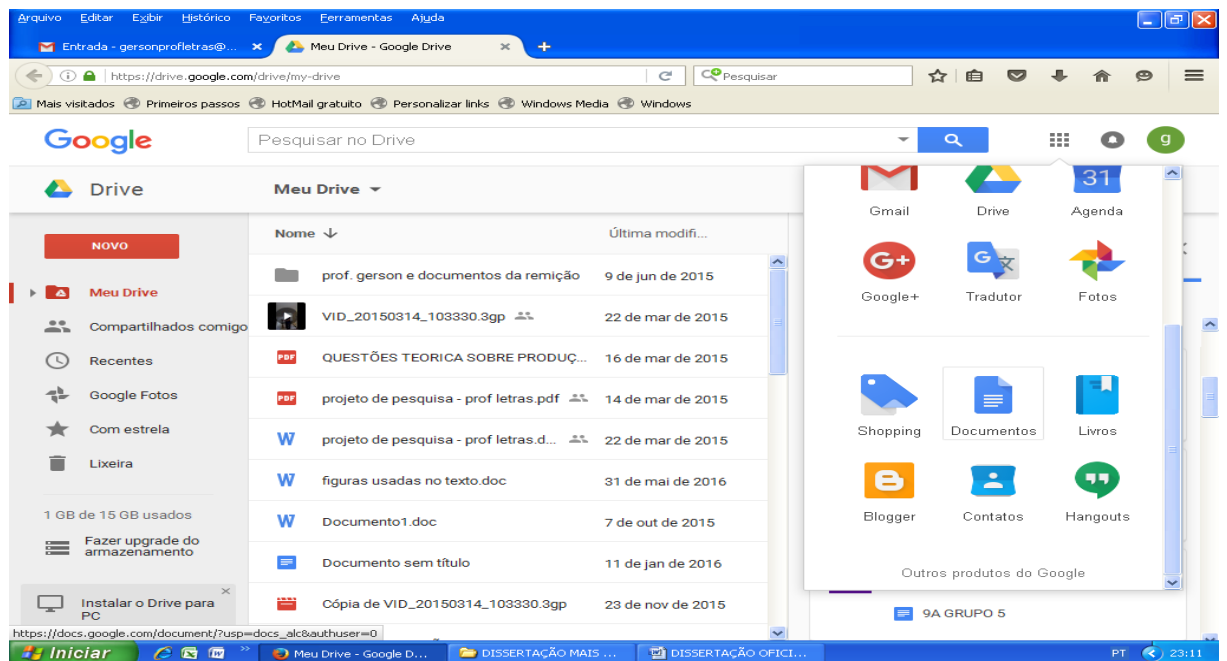 Arquivo Editar Exibir Histórico Favoritos Ferramentas Ajuda
Entrada - gersonprofletras@...
Meu Drive - Google Drive
https://drive.google.com/drive/my-drive
Pesquisar
Mais visitados Primeiros passos HotMail gratuito Personalizar links Windows Media Windows
Google
Pesquisar no Drive
g
Drive
Meu Drive
NOVO
Meu Drive
Compartilhados comigo
Recentes
Google Fotos
Com estrela
Lixeira
1 GB de 15 GB usados
Fazer upgrade do
armazenamento
Instalar o Drive para
PC
Nome
Última modifi...
prof. gerson e documentos da remição 9 de jun de 2015
VID_20150314_103330.3gp 22 de mar de 2015
PDF QUESTÕES TEORICA SOBRE PRODUÇ... 16 de mar de 2015
PDF projeto de pesquisa - prof letras.pdf 14 de mar de 2015
W projeto de pesquisa - prof letras.d... 22 de mar de 2015
W figuras usadas no texto.doc 31 de mai de 2016
W Documento1.doc 7 de out de 2015
Documento sem título 11 de jan de 2016
Cópia de VID_20150314_103330.3gp 23 de nov de 2015
31
Gmail Drive Agenda
G+ G
Google+ Tradutor Fotos
Shopping Documentos Livros
Blogger Contatos Hangouts
Outros produtos do Google
9A GRUPO 5
https://docs.google.com/document/?usp=docs_alc&authuser=0
Iniciar
Meu Drive - Google D...
DISSERTAÇÃO MAIS ...
DISSERTAÇÃO OFICI...
PT 23:11